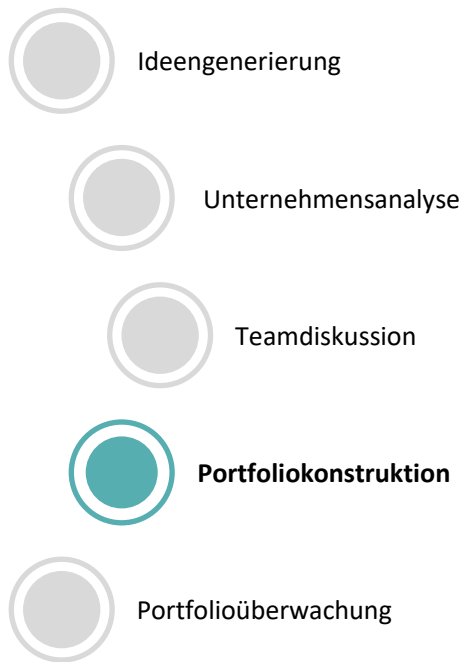 Ideengenerierung
Unternehmensanalyse
Teamdiskussion
Portfoliokonstruktion
Portfolioüberwachung